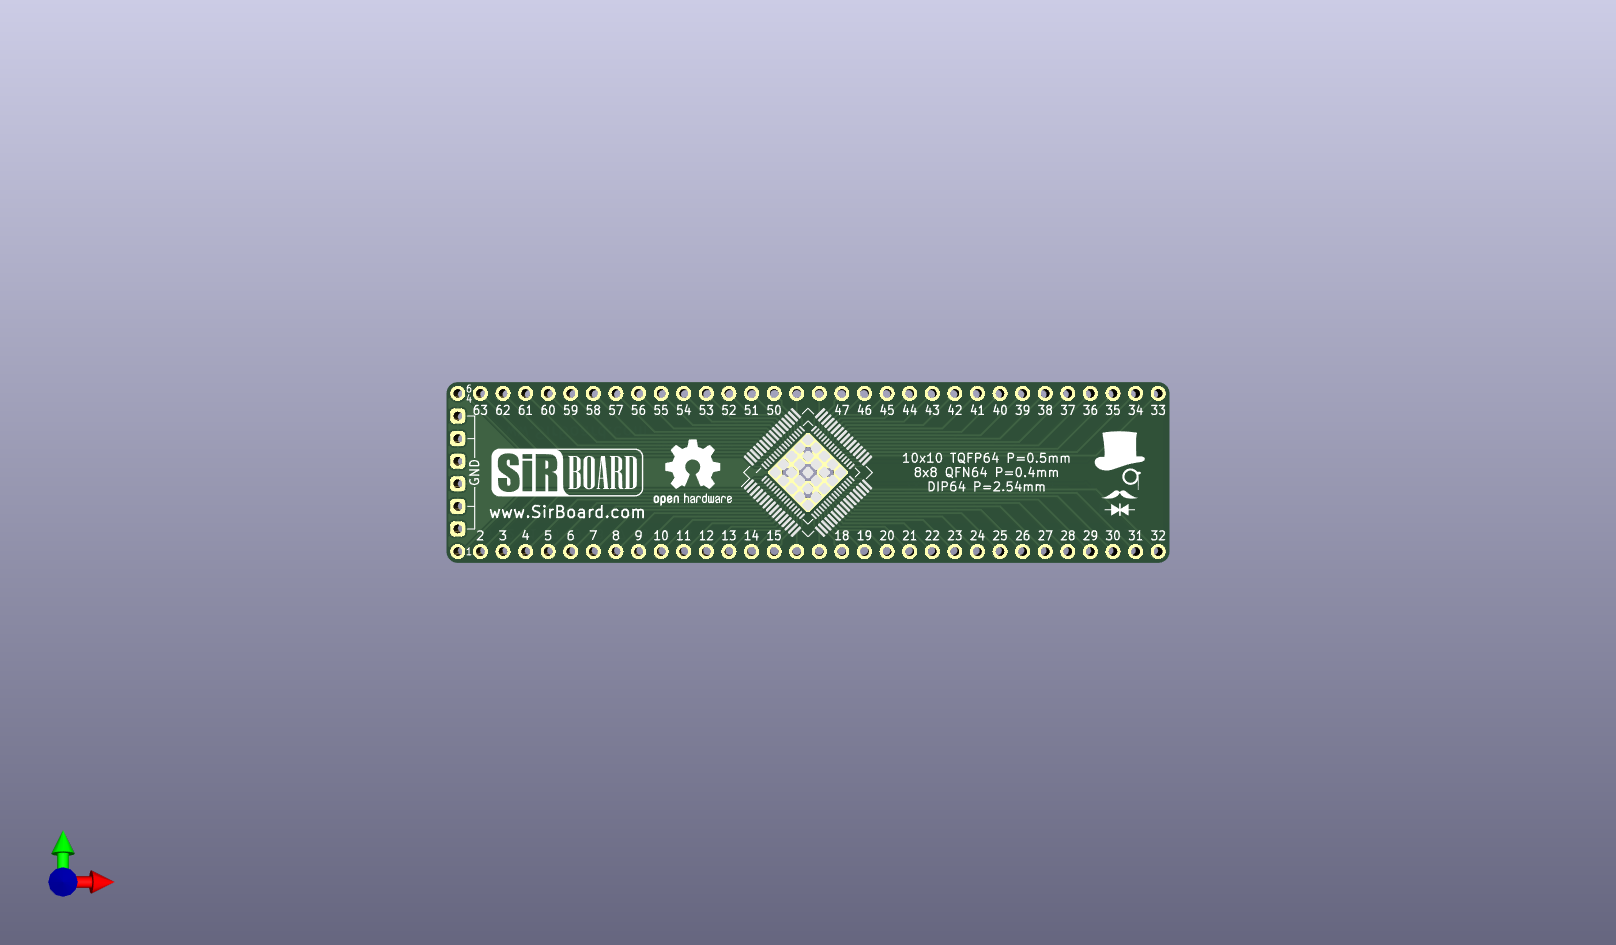 64 63 62 61 60 59 58 57 56 55 54 53 52 51 50 47 46 45 44 43 42 41 40 39 38 37 36 35 34 33
GND
SiR BOARD
www.SirBoard.com
open hardware
10x10 TQFP64 P=0.5mm
8x8 QFN64 P=0.4mm
DIP64 P=2.54mm
1 2 3 4 5 6 7 8 9 10 11 12 13 14 15 18 19 20 21 22 23 24 25 26 27 28 29 30 31 32